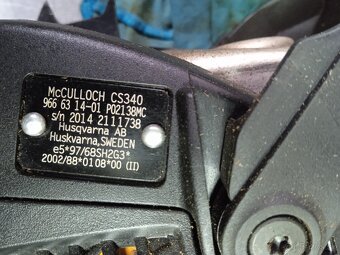 McCULLOCH CS340
966 63 14-01 P02138MC
s/n 2014 2111738
Husqvarna AB
Huskvarna,SWEDEN
e5*97/68SH2G3*
2002/88*0108*00 (II)